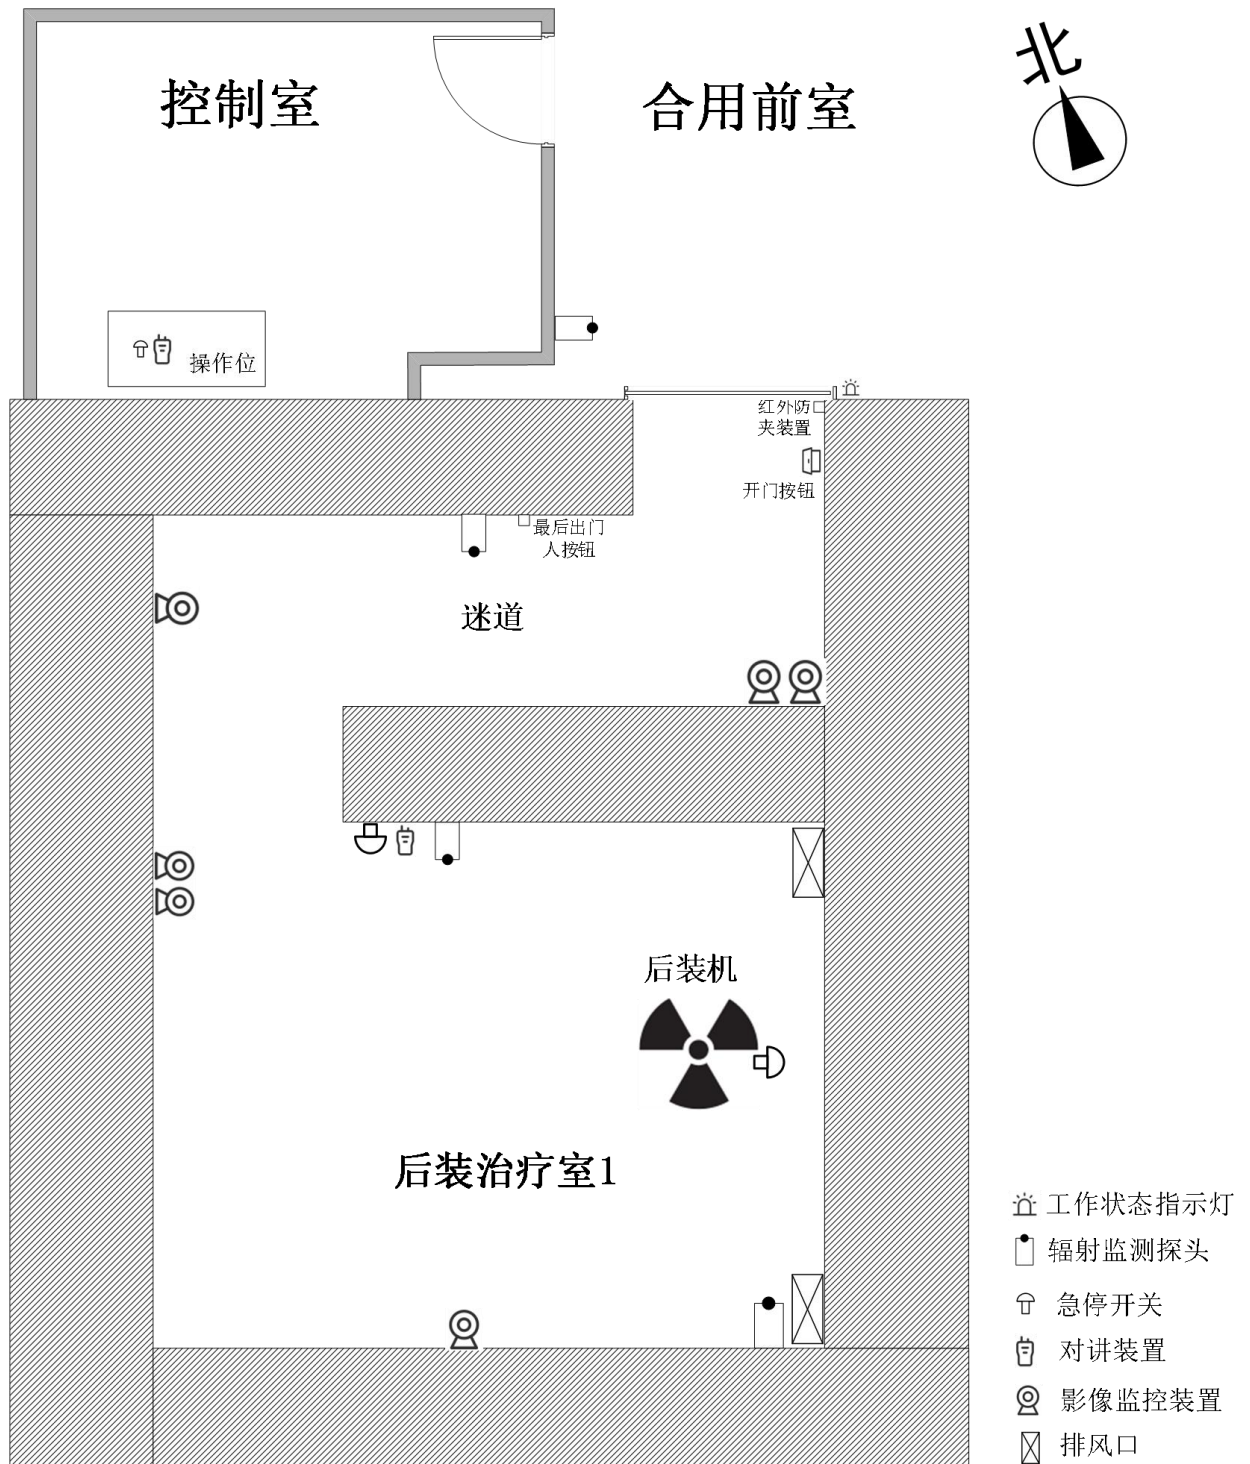 北
控制室
合用前室
操作位
红外防
夹装置
开门按钮
最后出门
人按钮
迷道
后装机
后装治疗室1
工作状态指示灯
辐射监测探头
急停开关
对讲装置
影像监控装置
排风口